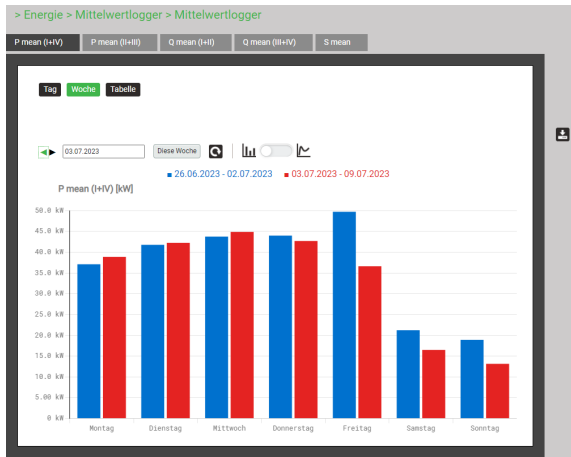 > Energie > Mittelwertlogger > Mittelwertlogger
P mean (I+IV) P mean (II+III) Q mean (I+II) Q mean (III+IV) S mean
Tag Woche Tabelle
03.07.2023 Diese Woche
26.06.2023 - 02.07.2023 03.07.2023 - 09.07.2023
P mean (I+IV) [kW]
50.0 kW
45.0 kW
40.0 kW
35.0 kW
30.0 kW
25.0 kW
20.0 kW
15.0 kW
10.0 kW
5.00 kW
0 kW
Montag Dienstag Mittwoch Donnerstag Freitag Samstag Sonntag